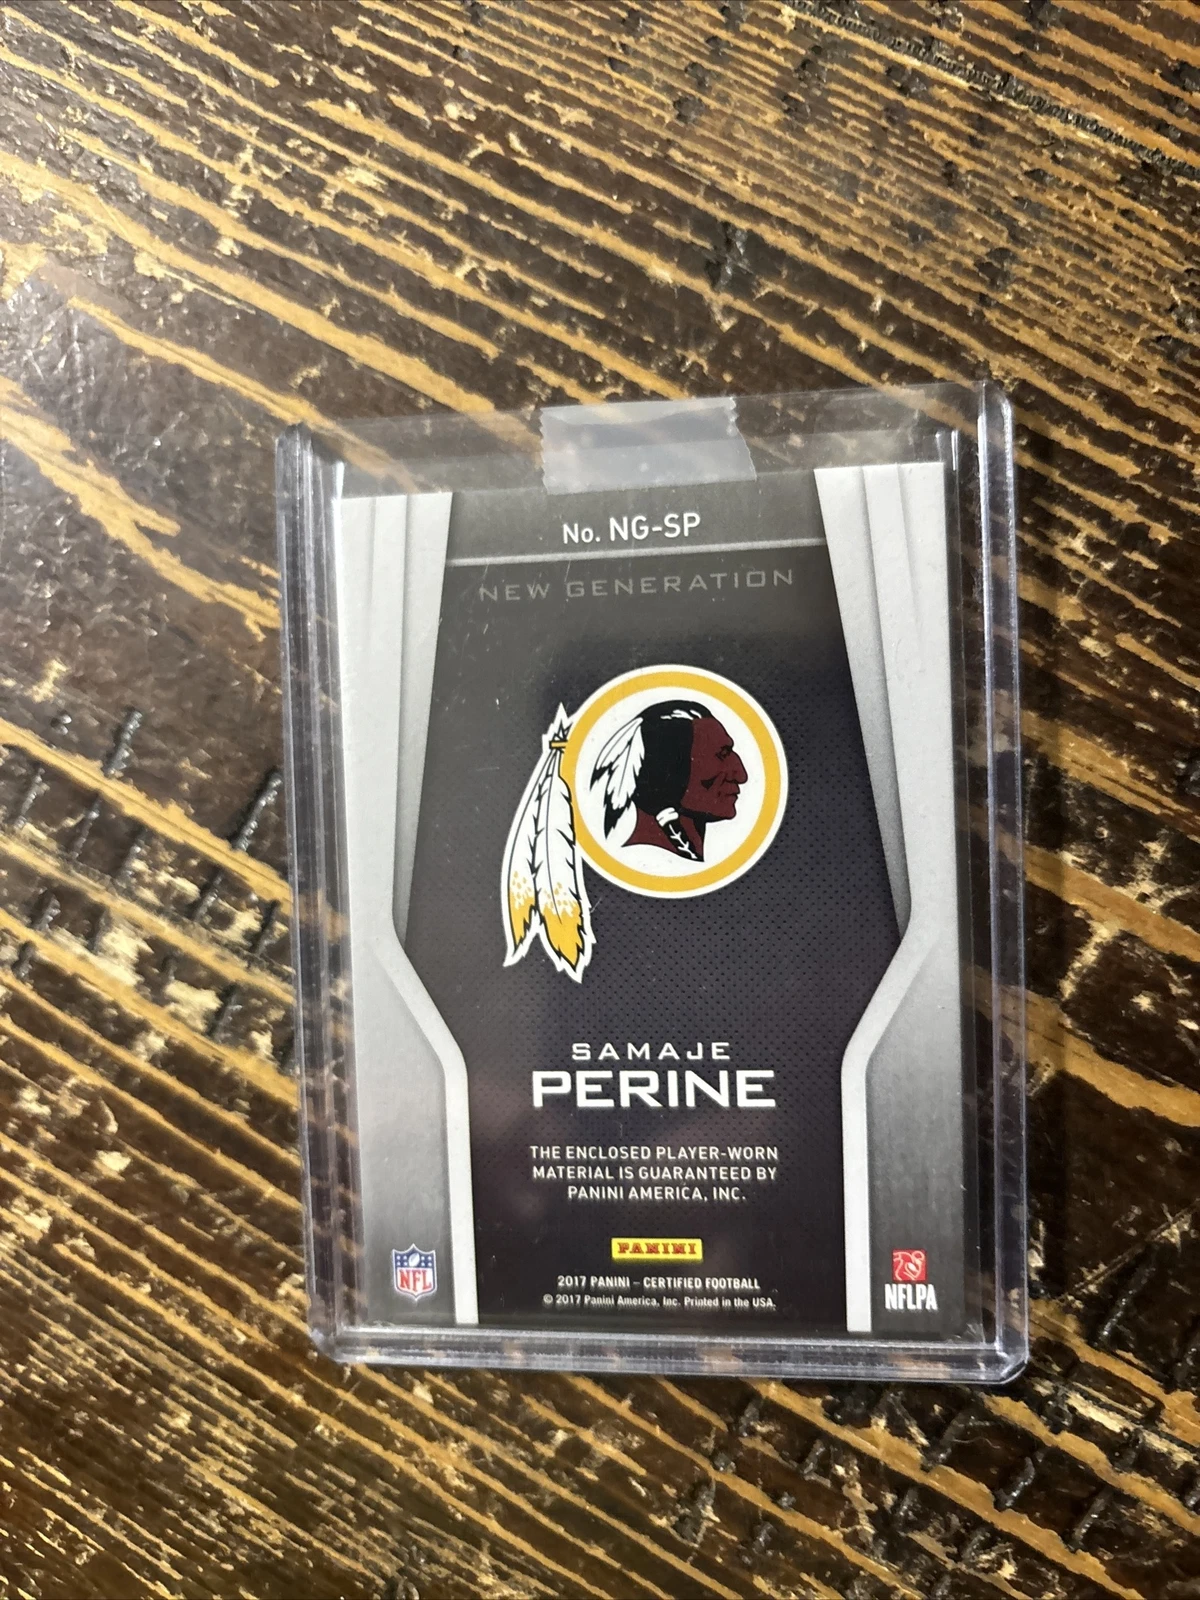 No. NG-SP
NEW GENERATION
SAMAJE
PERINE
THE ENCLOSED PLAYER-WORN
MATERIAL IS GUARANTEED BY
PANINI AMERICA, INC.
PANINI
2017 PANINI – CERTIFIED FOOTBALL
© 2017 Panini America, Inc. Printed in the USA.
NFL
NFLPA